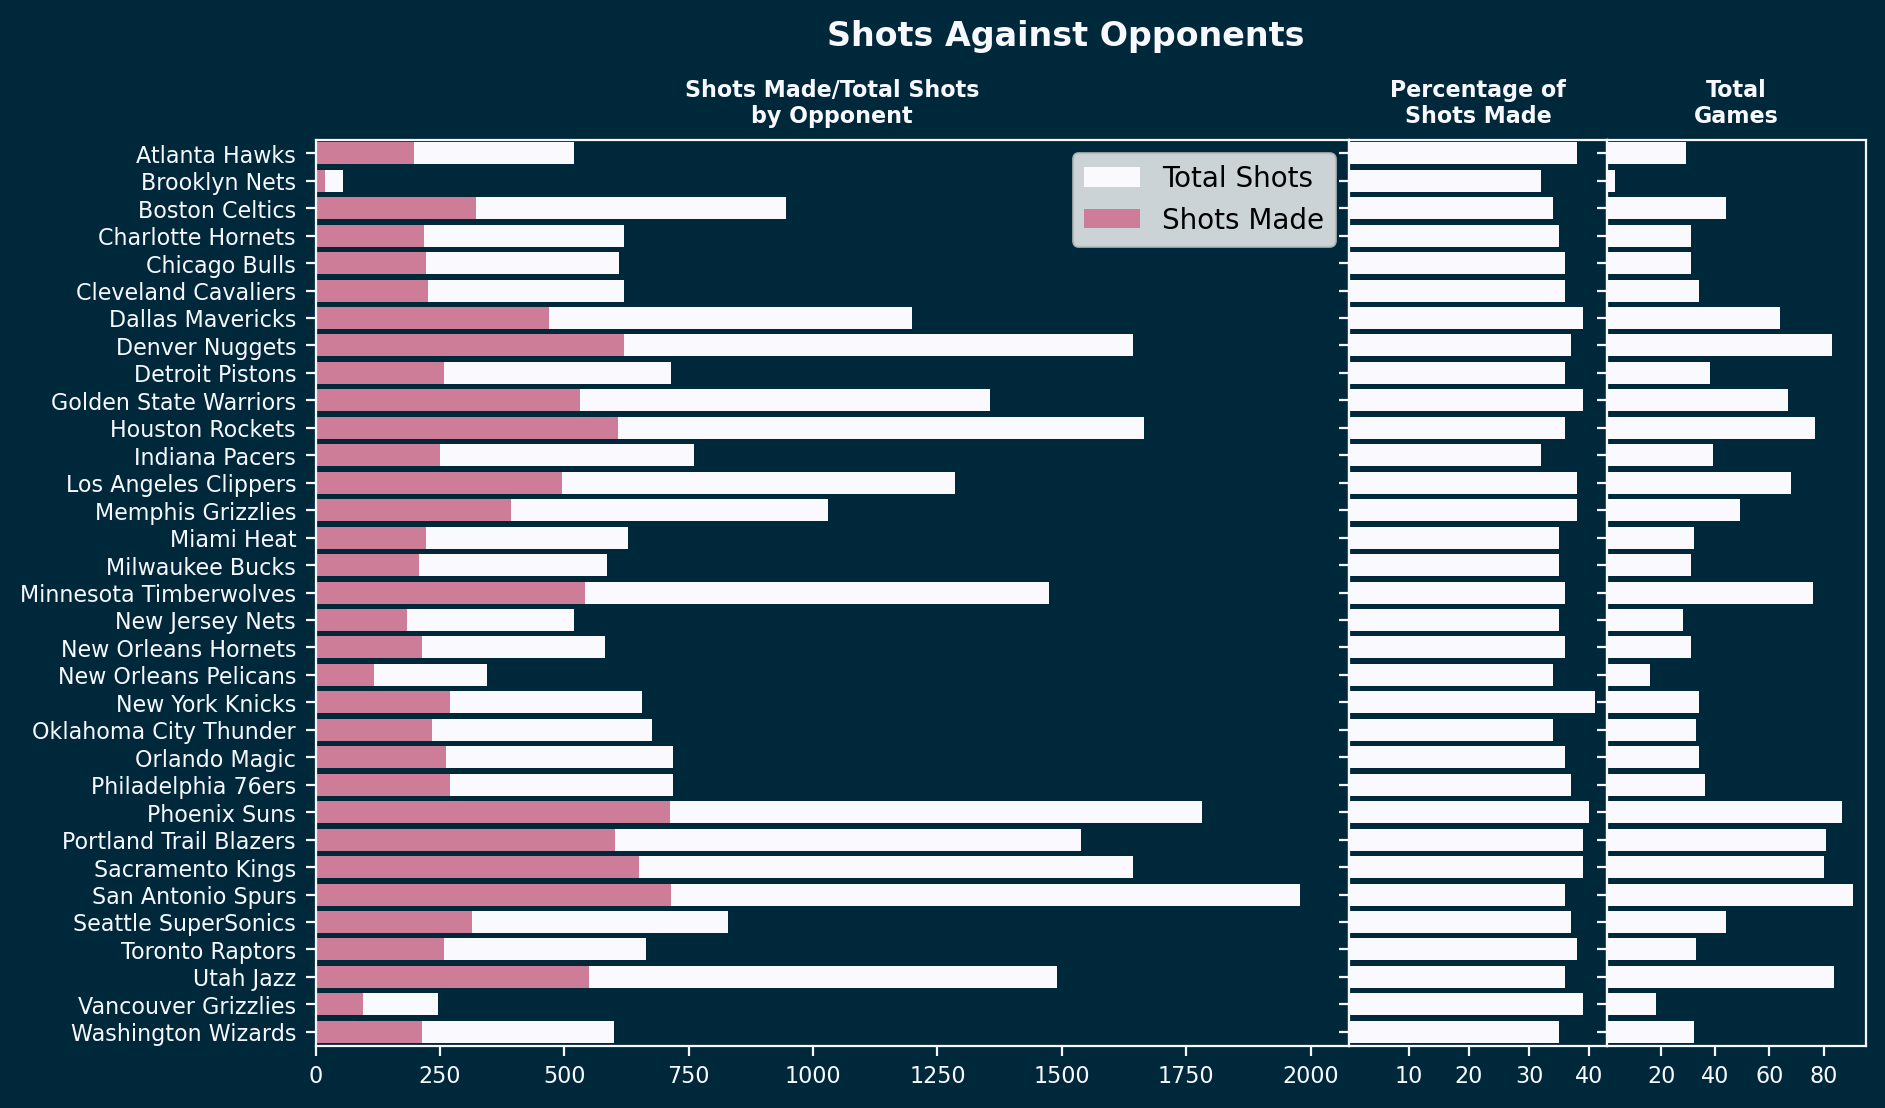 Shots Against Opponents
Shots Made/Total Shots
by Opponent
Percentage of
Shots Made
Total
Games
Total Shots
Shots Made
Atlanta Hawks
Brooklyn Nets
Boston Celtics
Charlotte Hornets
Chicago Bulls
Cleveland Cavaliers
Dallas Mavericks
Denver Nuggets
Detroit Pistons
Golden State Warriors
Houston Rockets
Indiana Pacers
Los Angeles Clippers
Memphis Grizzlies
Miami Heat
Milwaukee Bucks
Minnesota Timberwolves
New Jersey Nets
New Orleans Hornets
New Orleans Pelicans
New York Knicks
Oklahoma City Thunder
Orlando Magic
Philadelphia 76ers
Phoenix Suns
Portland Trail Blazers
Sacramento Kings
San Antonio Spurs
Seattle SuperSonics
Toronto Raptors
Utah Jazz
Vancouver Grizzlies
Washington Wizards
0 250 500 750 1000 1250 1500 1750 2000
10 20 30 40
20 40 60 80